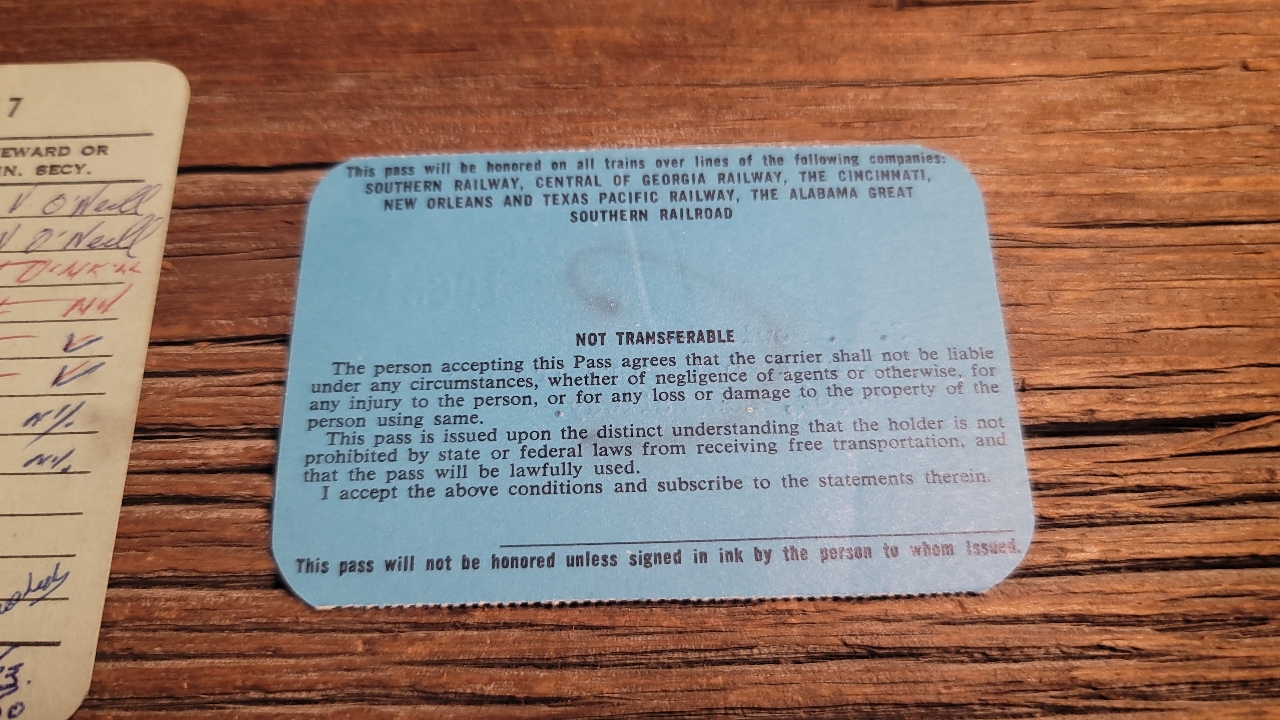 7
EWARD OR
N. SECY.
V O'Neill
V O'Neill
This pass will be honored on all trains over lines of the following companies:
SOUTHERN RAILWAY, CENTRAL OF GEORGIA RAILWAY, THE CINCINNATI,
NEW ORLEANS AND TEXAS PACIFIC RAILWAY, THE ALABAMA GREAT
SOUTHERN RAILROAD
NOT TRANSFERABLE
The person accepting this Pass agrees that the carrier shall not be liable
under any circumstances, whether of negligence of agents or otherwise, for
any injury to the person, or for any loss or damage to the property of the
person using same.
This pass is issued upon the distinct understanding that the holder is not
prohibited by state or federal laws from receiving free transportation, and
that the pass will be lawfully used.
I accept the above conditions and subscribe to the statements therein.
This pass will not be honored unless signed in ink by the person to whom issued.